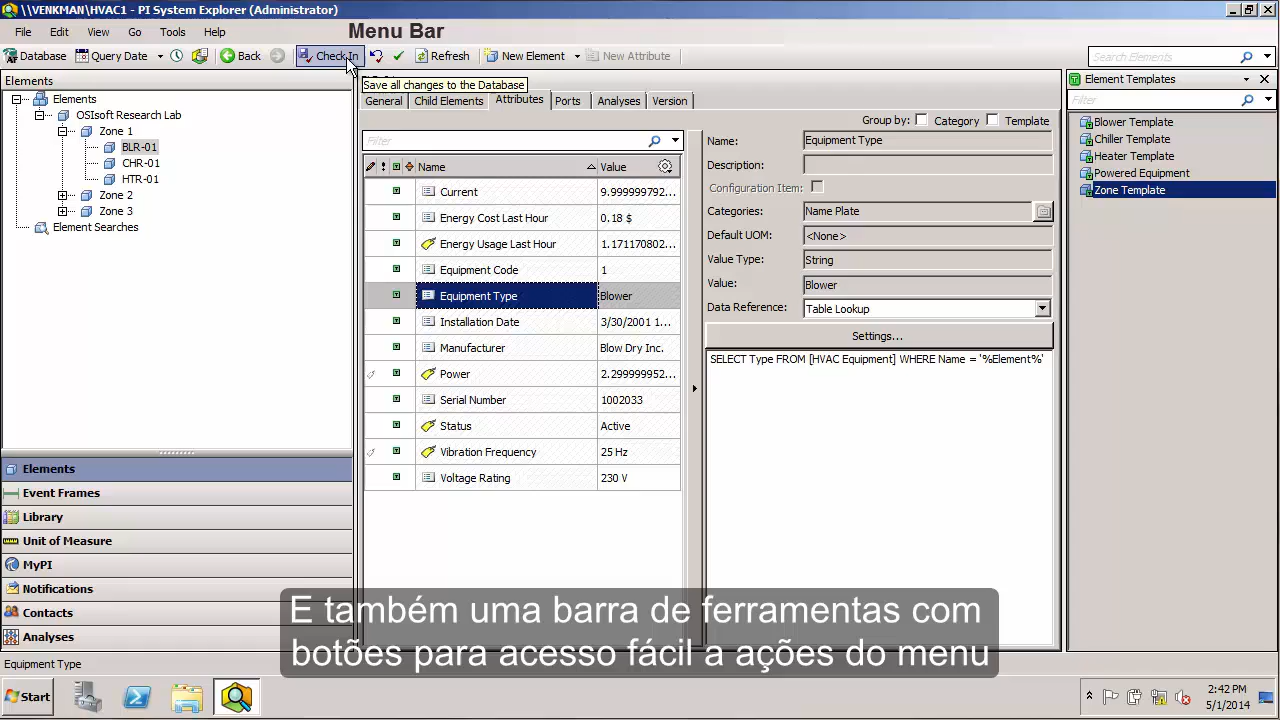 \\VENKMAN\HVAC1 - PI System Explorer (Administrator)
File Edit View Go Tools Help
Menu Bar
Database Query Date Back Check In Refresh New Element New Attribute Search Elements
Save all changes to the Database
Elements
Elements
OSIsoft Research Lab
Zone 1
BLR-01
CHR-01
HTR-01
Zone 2
Zone 3
Element Searches
Elements
Event Frames
Library
Unit of Measure
MyPI
Notifications
Contacts
Analyses
General Child Elements Attributes Ports Analyses Version
Group by: Category Template
Filter
Name Value
Current 9.999999792...
Energy Cost Last Hour 0.18 $
Energy Usage Last Hour 1.171170802...
Equipment Code 1
Equipment Type Blower
Installation Date 3/30/2001 1...
Manufacturer Blow Dry Inc.
Power 2.299999952...
Serial Number 1002033
Status Active
Vibration Frequency 25 Hz
Voltage Rating 230 V
Name: Equipment Type
Description:
Configuration Item:
Categories: Name Plate
Default UOM: <None>
Value Type: String
Value: Blower
Data Reference: Table Lookup
Settings...
SELECT Type FROM [HVAC Equipment] WHERE Name = '%Element%'
Element Templates
Filter
Blower Template
Chiller Template
Heater Template
Powered Equipment
Zone Template
E também uma barra de ferramentas com
botões para acesso fácil a ações do menu
Equipment Type
Start
2:42 PM
5/1/2014